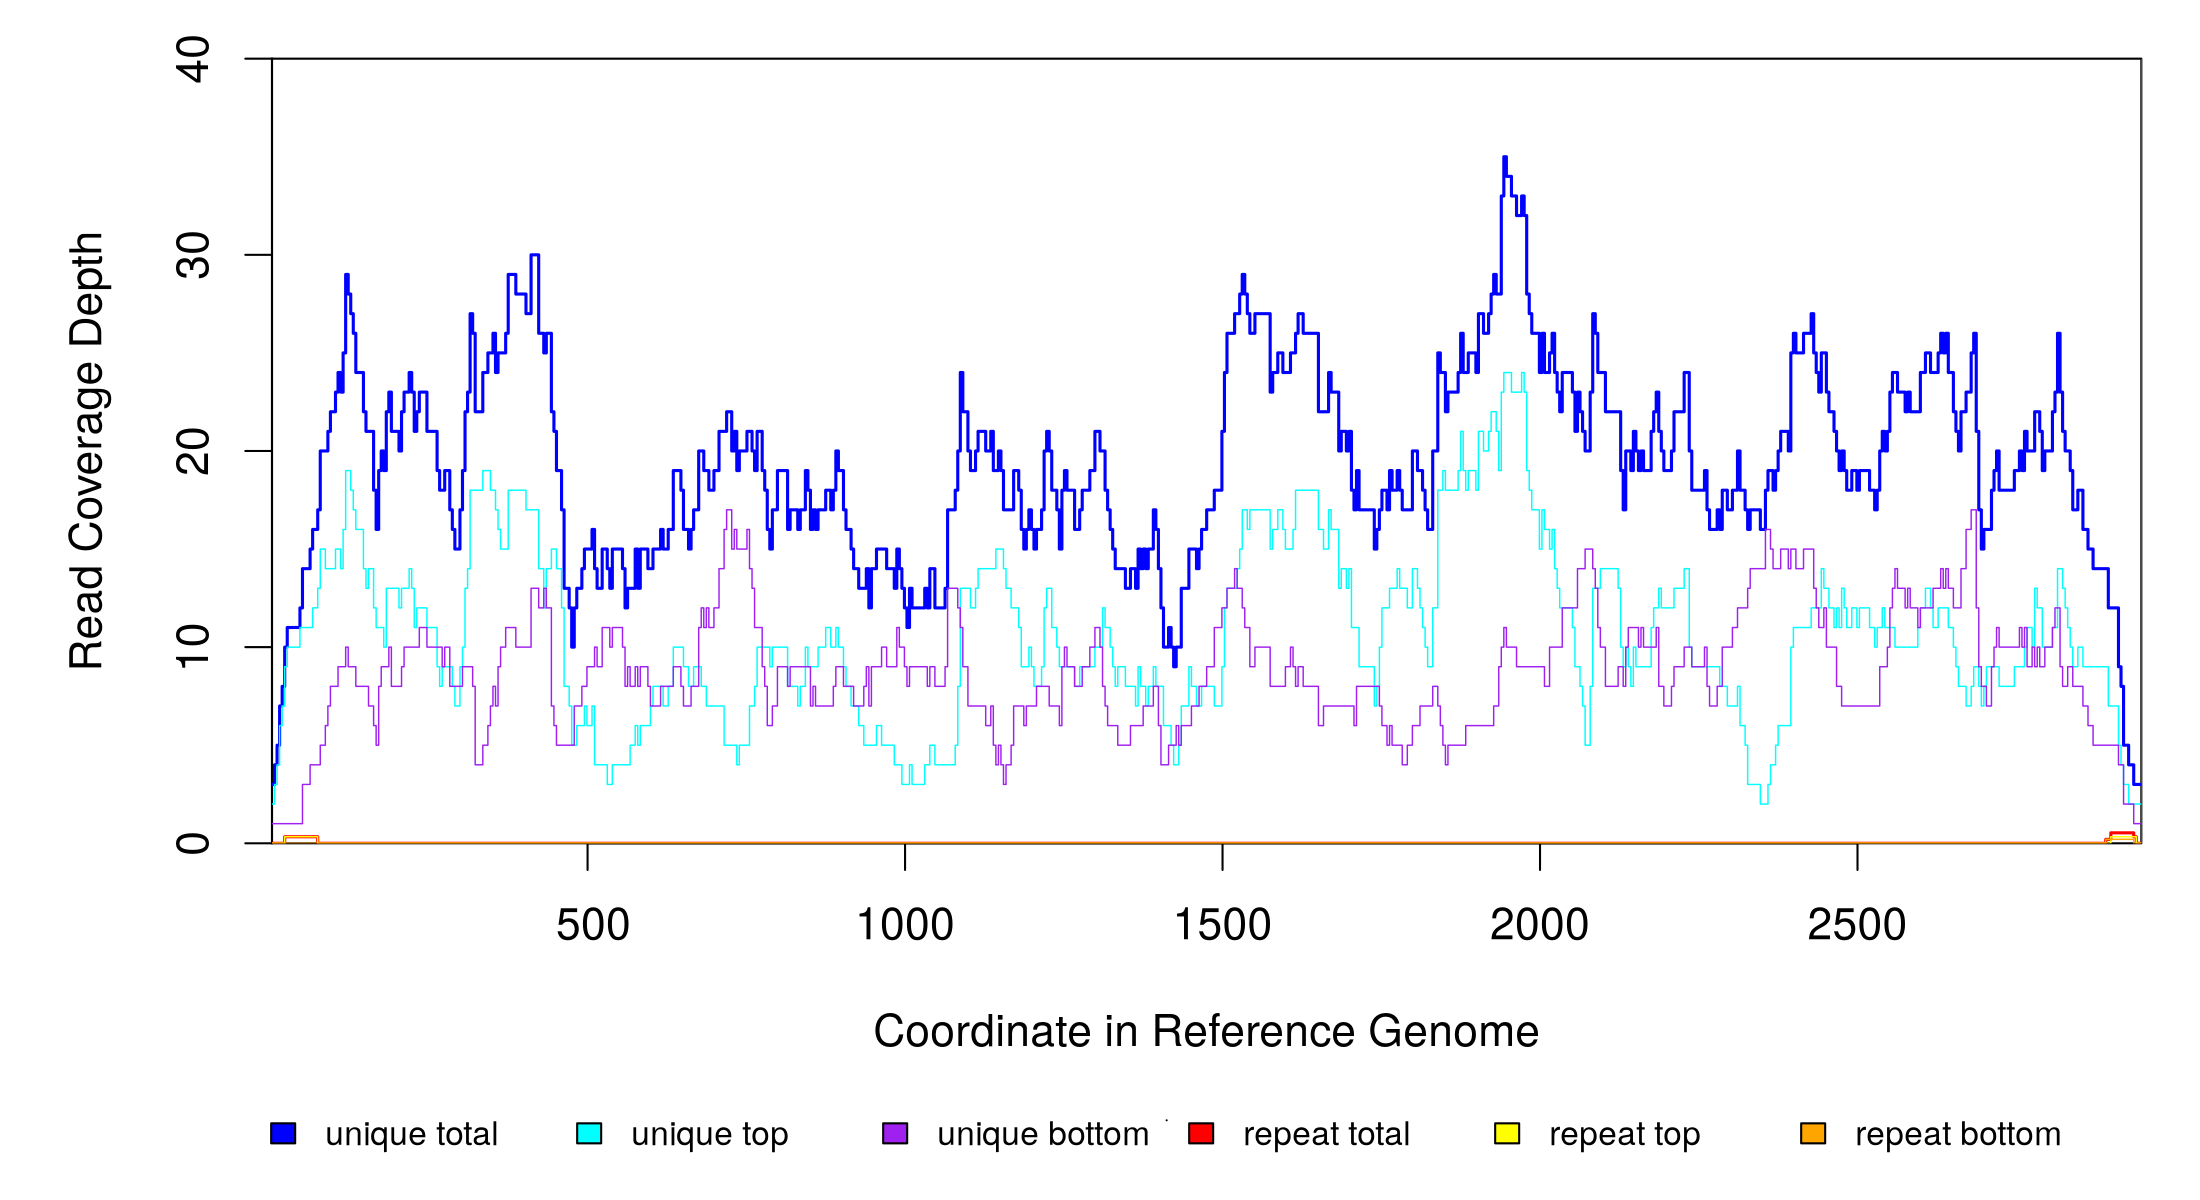 40
30
20
10
0
Read Coverage Depth
500 1000 1500 2000 2500
Coordinate in Reference Genome
unique total unique top unique bottom repeat total repeat top repeat bottom